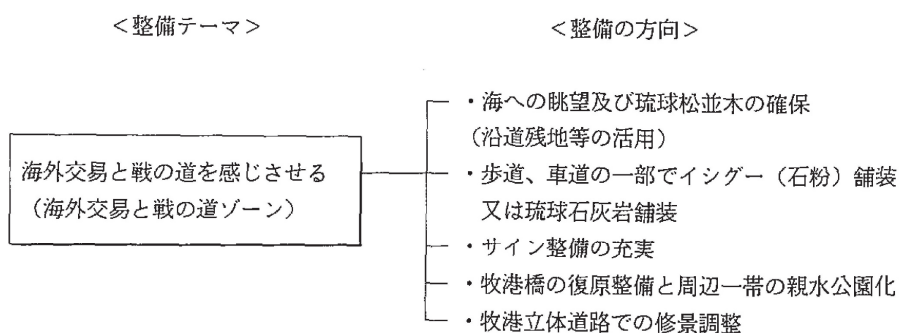 ＜整備テーマ＞
＜整備の方向＞
海外交易と戦の道を感じさせる
（海外交易と戦の道ゾーン）
・海への眺望及び琉球松並木の確保
（沿道残地等の活用）
・歩道、車道の一部でイシグー（石粉）舗装
又は琉球石灰岩舗装
・サイン整備の充実
・牧港橋の復原整備と周辺一帯の親水公園化
・牧港立体道路での修景調整